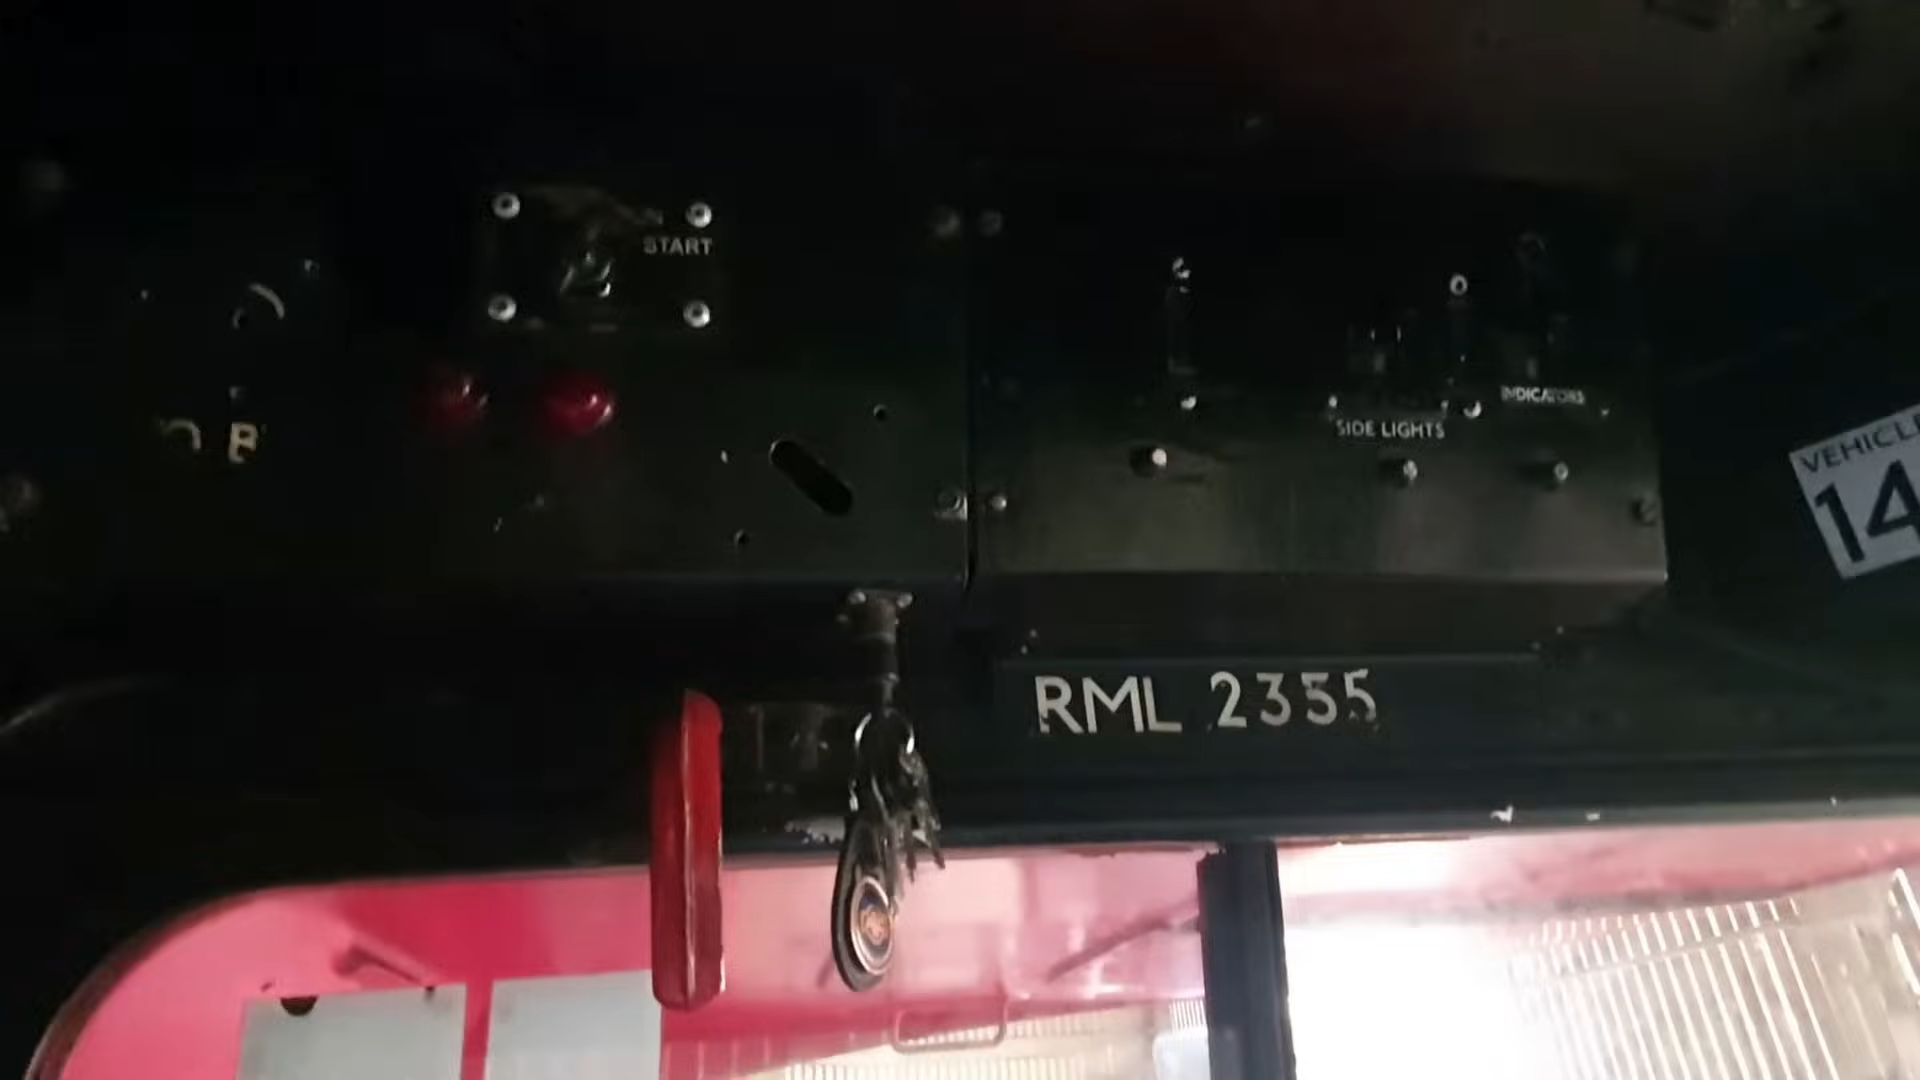 START
B
INDICATORS
SIDE LIGHTS
VEHICLE
14
RML 2355